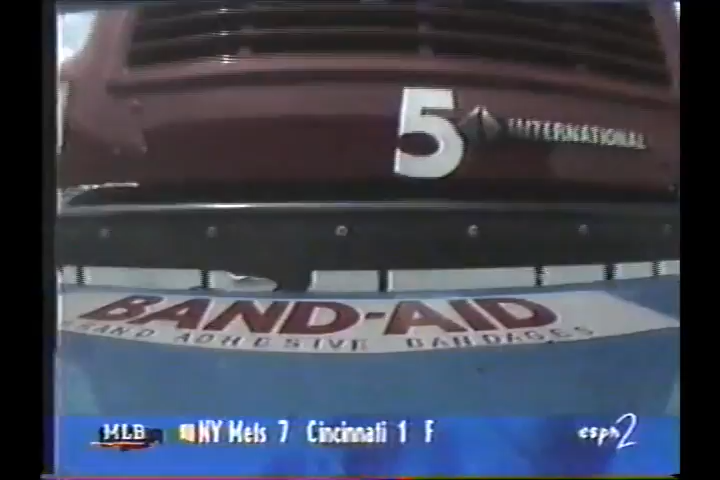 5 INTERNATIONAL
BAND-AID
BRAND ADHESIVE BANDAGES
MLB NY Mets 7 Cincinnati 1 F espn2